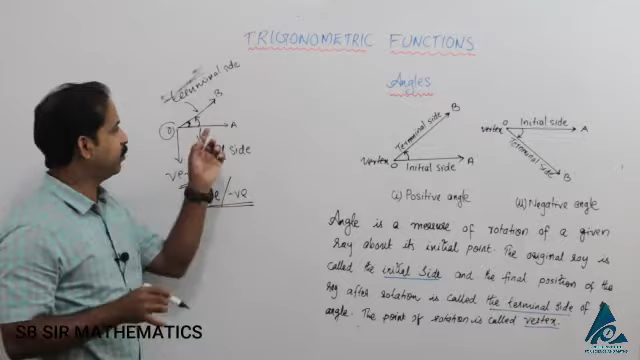 TRIGONOMETRIC FUNCTIONS
Angles
terminal side
B
O
A
side
ve
/-ve
B
Terminal side
vertex
O
Initial side
A
(i) Positive angle
vertex
O
Initial side
A
Terminal side
B
(ii) Negative angle
Angle is a measure of rotation of a given
ray about its initial point. The original ray is
called the initial side and the final position of the
ray after rotation is called the terminal side of
angle. The point of rotation is called vertex.
SB SIR MATHEMATICS